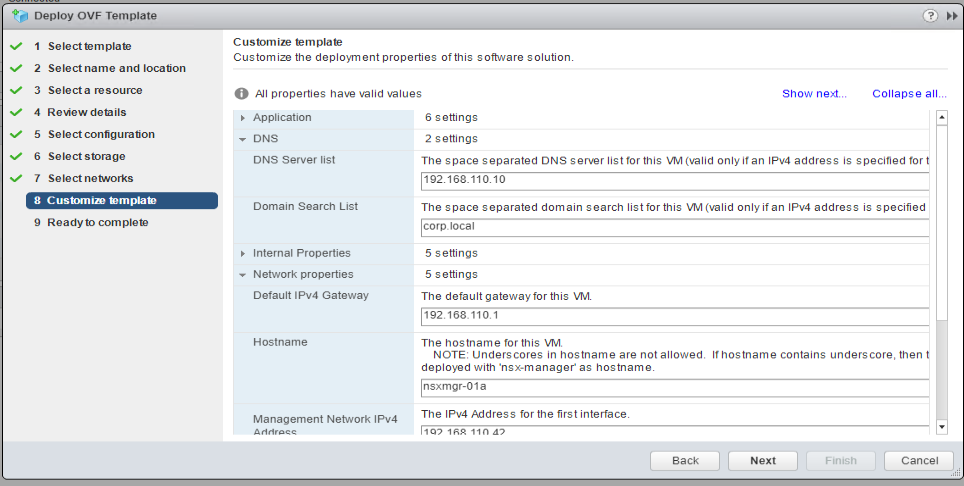 Deploy OVF Template
1 Select template
2 Select name and location
3 Select a resource
4 Review details
5 Select configuration
6 Select storage
7 Select networks
8 Customize template
9 Ready to complete
Customize template
Customize the deployment properties of this software solution.
All properties have valid values
Show next...
Collapse all...
Application 6 settings
DNS 2 settings
DNS Server list
The space separated DNS server list for this VM (valid only if an IPv4 address is specified for t
192.168.110.10
Domain Search List
The space separated domain search list for this VM (valid only if an IPv4 address is specified
corp.local
Internal Properties 5 settings
Network properties 5 settings
Default IPv4 Gateway
The default gateway for this VM.
192.168.110.1
Hostname
The hostname for this VM.
NOTE: Underscores in hostname are not allowed. If hostname contains underscore, then t
deployed with 'nsx-manager' as hostname.
nsxmgr-01a
Management Network IPv4
Address
The IPv4 Address for the first interface.
192.168.110.42
Back
Next
Finish
Cancel